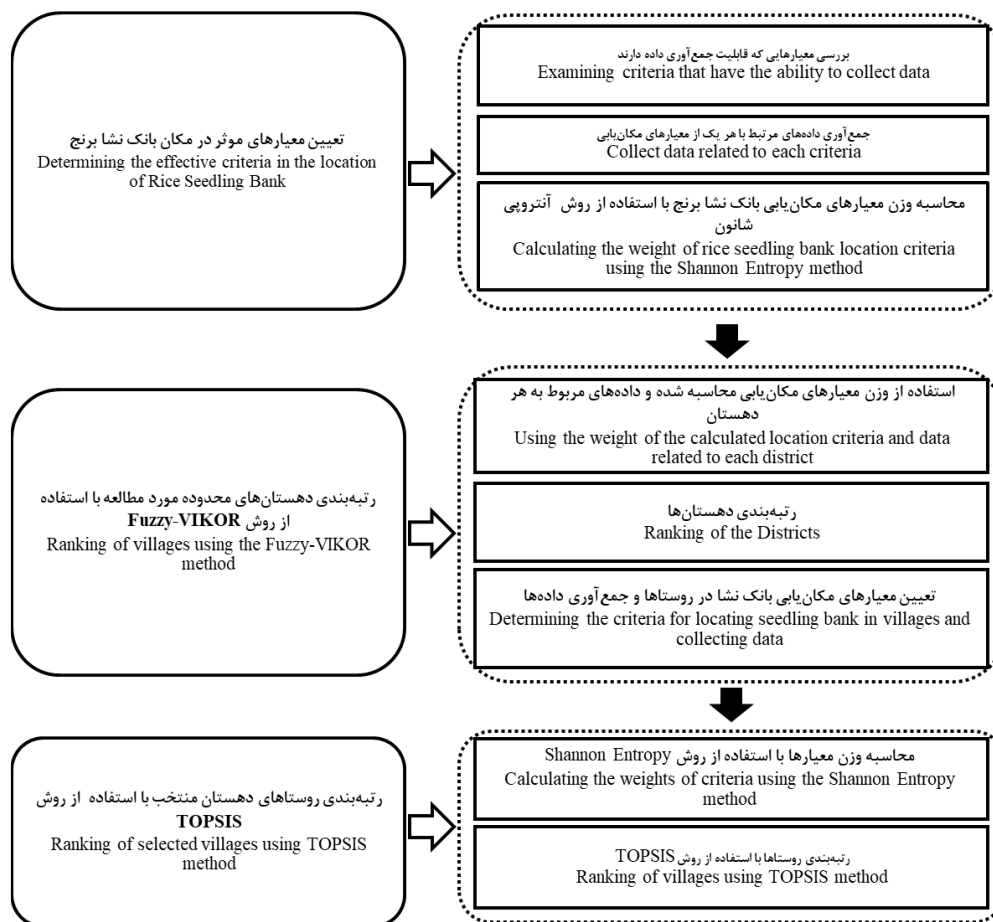 تعیین معیارهای موثر در مکان بانک نشا برنج
Determining the effective criteria in the location
of Rice Seedling Bank
بررسی معیارهایی که قابلیت جمع‌آوری داده دارند
Examining criteria that have the ability to collect data
جمع‌آوری داده‌های مرتبط با هر یک از معیارهای مکان‌یابی
Collect data related to each criteria
محاسبه وزن معیارهای مکان‌یابی بانک نشا برنج با استفاده از روش آنتروپی
شانون
Calculating the weight of rice seedling bank location criteria
using the Shannon Entropy method
رتبه‌بندی دهستان‌های محدوده مورد مطالعه با استفاده
از روش Fuzzy-VIKOR
Ranking of villages using the Fuzzy-VIKOR
method
استفاده از وزن معیارهای مکان‌یابی محاسبه شده و داده‌های مربوط به هر
دهستان
Using the weight of the calculated location criteria and data
related to each district
رتبه‌بندی دهستان‌ها
Ranking of the Districts
تعیین معیارهای مکان‌یابی بانک نشا در روستاها و جمع‌آوری داده‌ها
Determining the criteria for locating seedling bank in villages and
collecting data
رتبه‌بندی روستاهای دهستان منتخب با استفاده از روش
TOPSIS
Ranking of selected villages using TOPSIS
method
محاسبه وزن معیارها با استفاده از روش Shannon Entropy
Calculating the weights of criteria using the Shannon Entropy
method
رتبه‌بندی روستاها با استفاده از روش TOPSIS
Ranking of villages using TOPSIS method